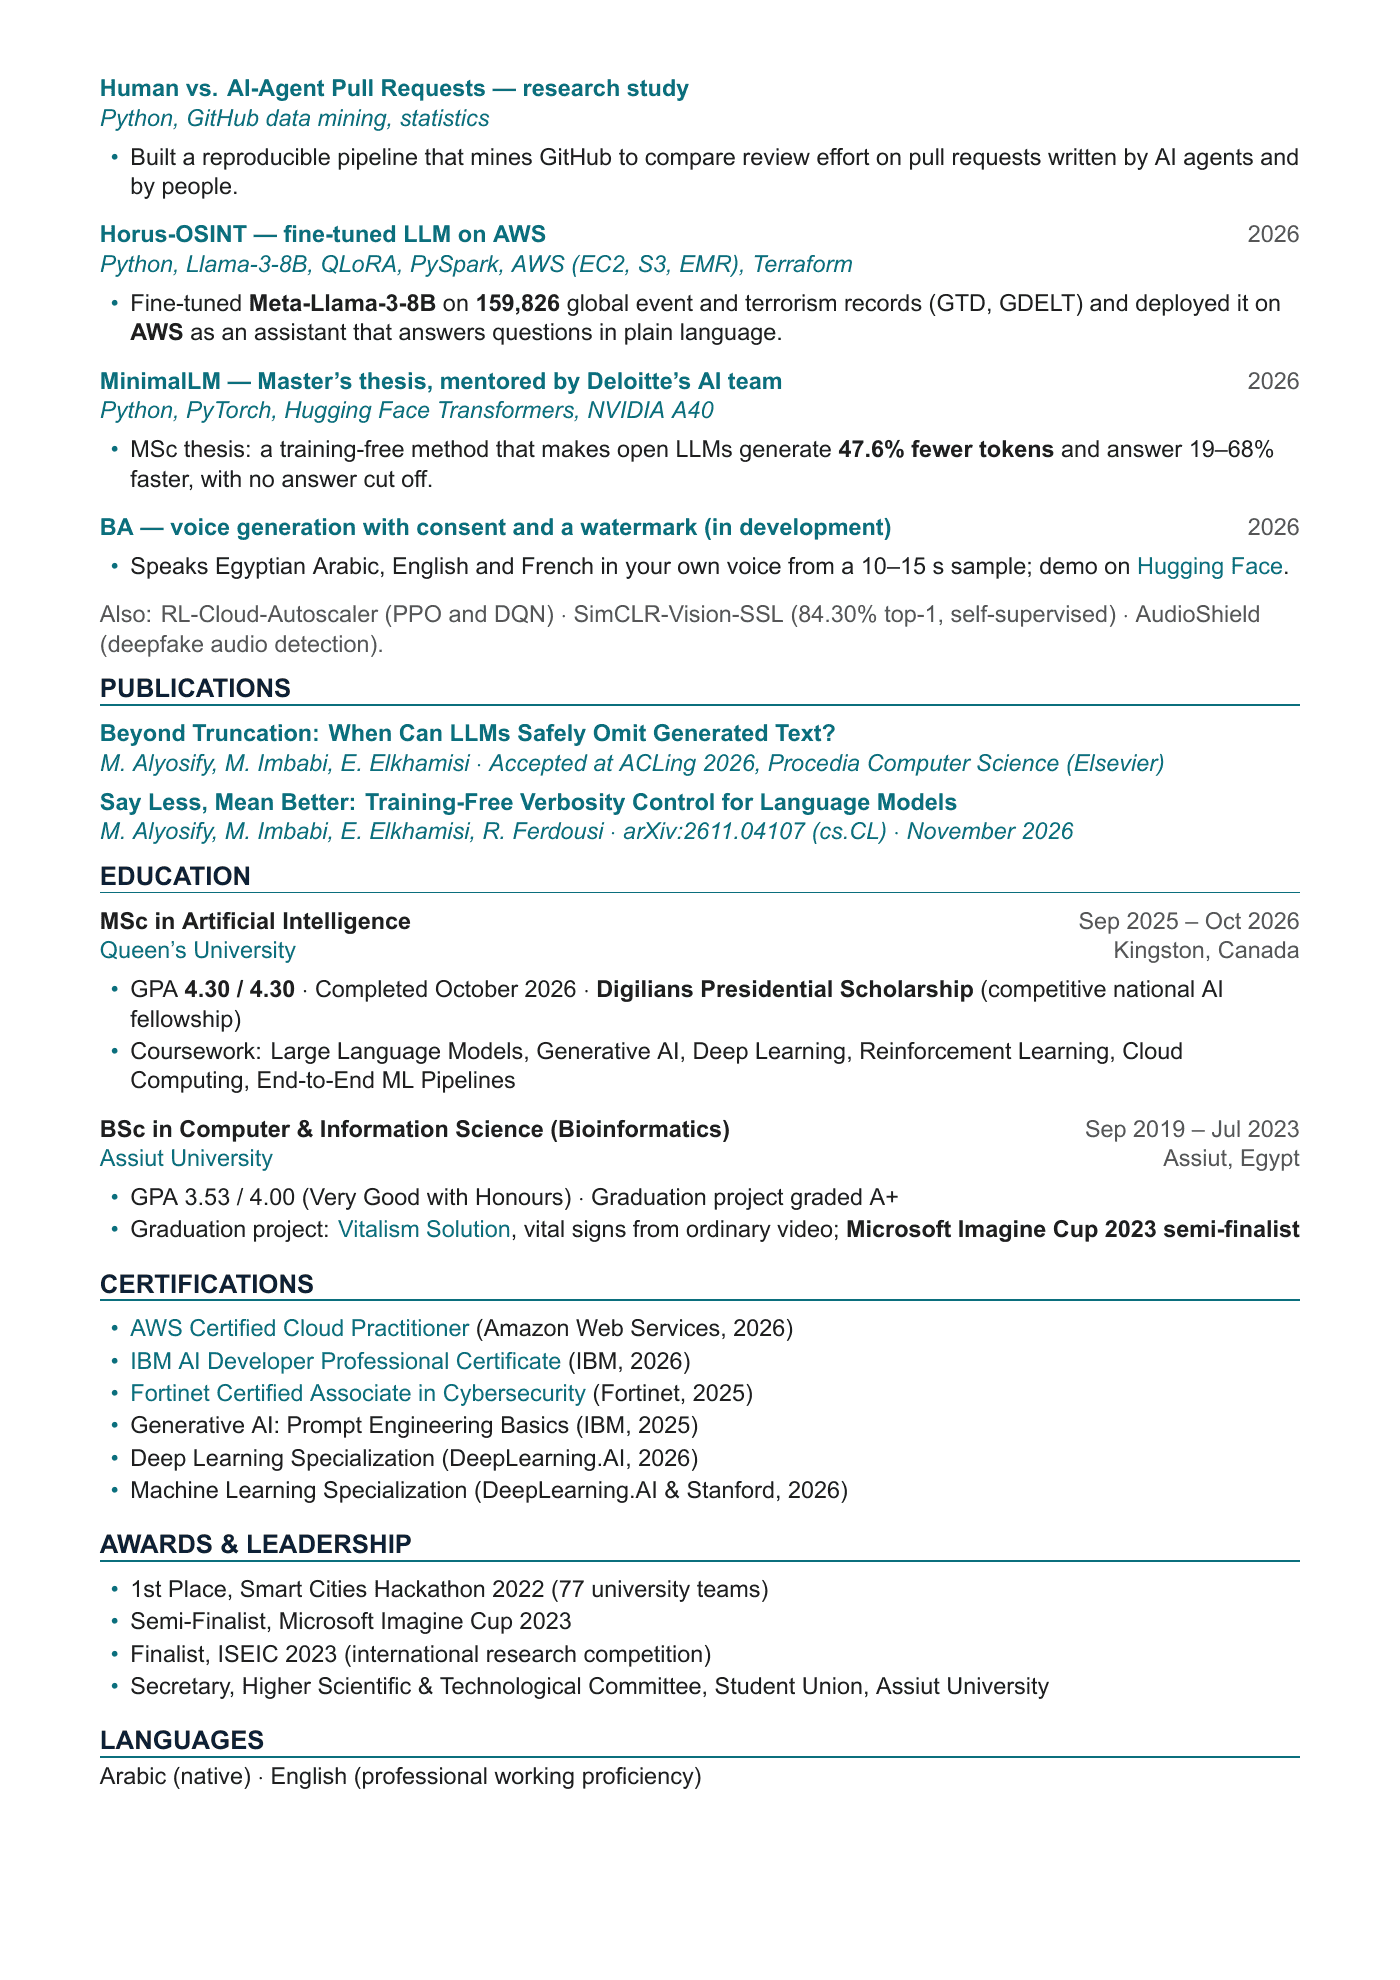 Human vs. AI-Agent Pull Requests — research study
Python, GitHub data mining, statistics
• Built a reproducible pipeline that mines GitHub to compare review effort on pull requests written by AI agents and
by people.
Horus-OSINT — fine-tuned LLM on AWS 2026
Python, Llama-3-8B, QLoRA, PySpark, AWS (EC2, S3, EMR), Terraform
• Fine-tuned Meta-Llama-3-8B on 159,826 global event and terrorism records (GTD, GDELT) and deployed it on
AWS as an assistant that answers questions in plain language.
MinimalLM — Master’s thesis, mentored by Deloitte’s AI team 2026
Python, PyTorch, Hugging Face Transformers, NVIDIA A40
• MSc thesis: a training-free method that makes open LLMs generate 47.6% fewer tokens and answer 19–68%
faster, with no answer cut off.
BA — voice generation with consent and a watermark (in development) 2026
• Speaks Egyptian Arabic, English and French in your own voice from a 10–15 s sample; demo on Hugging Face.
Also: RL-Cloud-Autoscaler (PPO and DQN) · SimCLR-Vision-SSL (84.30% top-1, self-supervised) · AudioShield
(deepfake audio detection).
PUBLICATIONS
Beyond Truncation: When Can LLMs Safely Omit Generated Text?
M. Alyosify, M. Imbabi, E. Elkhamisi · Accepted at ACLing 2026, Procedia Computer Science (Elsevier)
Say Less, Mean Better: Training-Free Verbosity Control for Language Models
M. Alyosify, M. Imbabi, E. Elkhamisi, R. Ferdousi · arXiv:2611.04107 (cs.CL) · November 2026
EDUCATION
MSc in Artificial Intelligence Sep 2025 – Oct 2026
Queen’s University Kingston, Canada
• GPA 4.30 / 4.30 · Completed October 2026 · Digilians Presidential Scholarship (competitive national AI
fellowship)
• Coursework: Large Language Models, Generative AI, Deep Learning, Reinforcement Learning, Cloud
Computing, End-to-End ML Pipelines
BSc in Computer & Information Science (Bioinformatics) Sep 2019 – Jul 2023
Assiut University Assiut, Egypt
• GPA 3.53 / 4.00 (Very Good with Honours) · Graduation project graded A+
• Graduation project: Vitalism Solution, vital signs from ordinary video; Microsoft Imagine Cup 2023 semi-finalist
CERTIFICATIONS
• AWS Certified Cloud Practitioner (Amazon Web Services, 2026)
• IBM AI Developer Professional Certificate (IBM, 2026)
• Fortinet Certified Associate in Cybersecurity (Fortinet, 2025)
• Generative AI: Prompt Engineering Basics (IBM, 2025)
• Deep Learning Specialization (DeepLearning.AI, 2026)
• Machine Learning Specialization (DeepLearning.AI & Stanford, 2026)
AWARDS & LEADERSHIP
• 1st Place, Smart Cities Hackathon 2022 (77 university teams)
• Semi-Finalist, Microsoft Imagine Cup 2023
• Finalist, ISEIC 2023 (international research competition)
• Secretary, Higher Scientific & Technological Committee, Student Union, Assiut University
LANGUAGES
Arabic (native) · English (professional working proficiency)